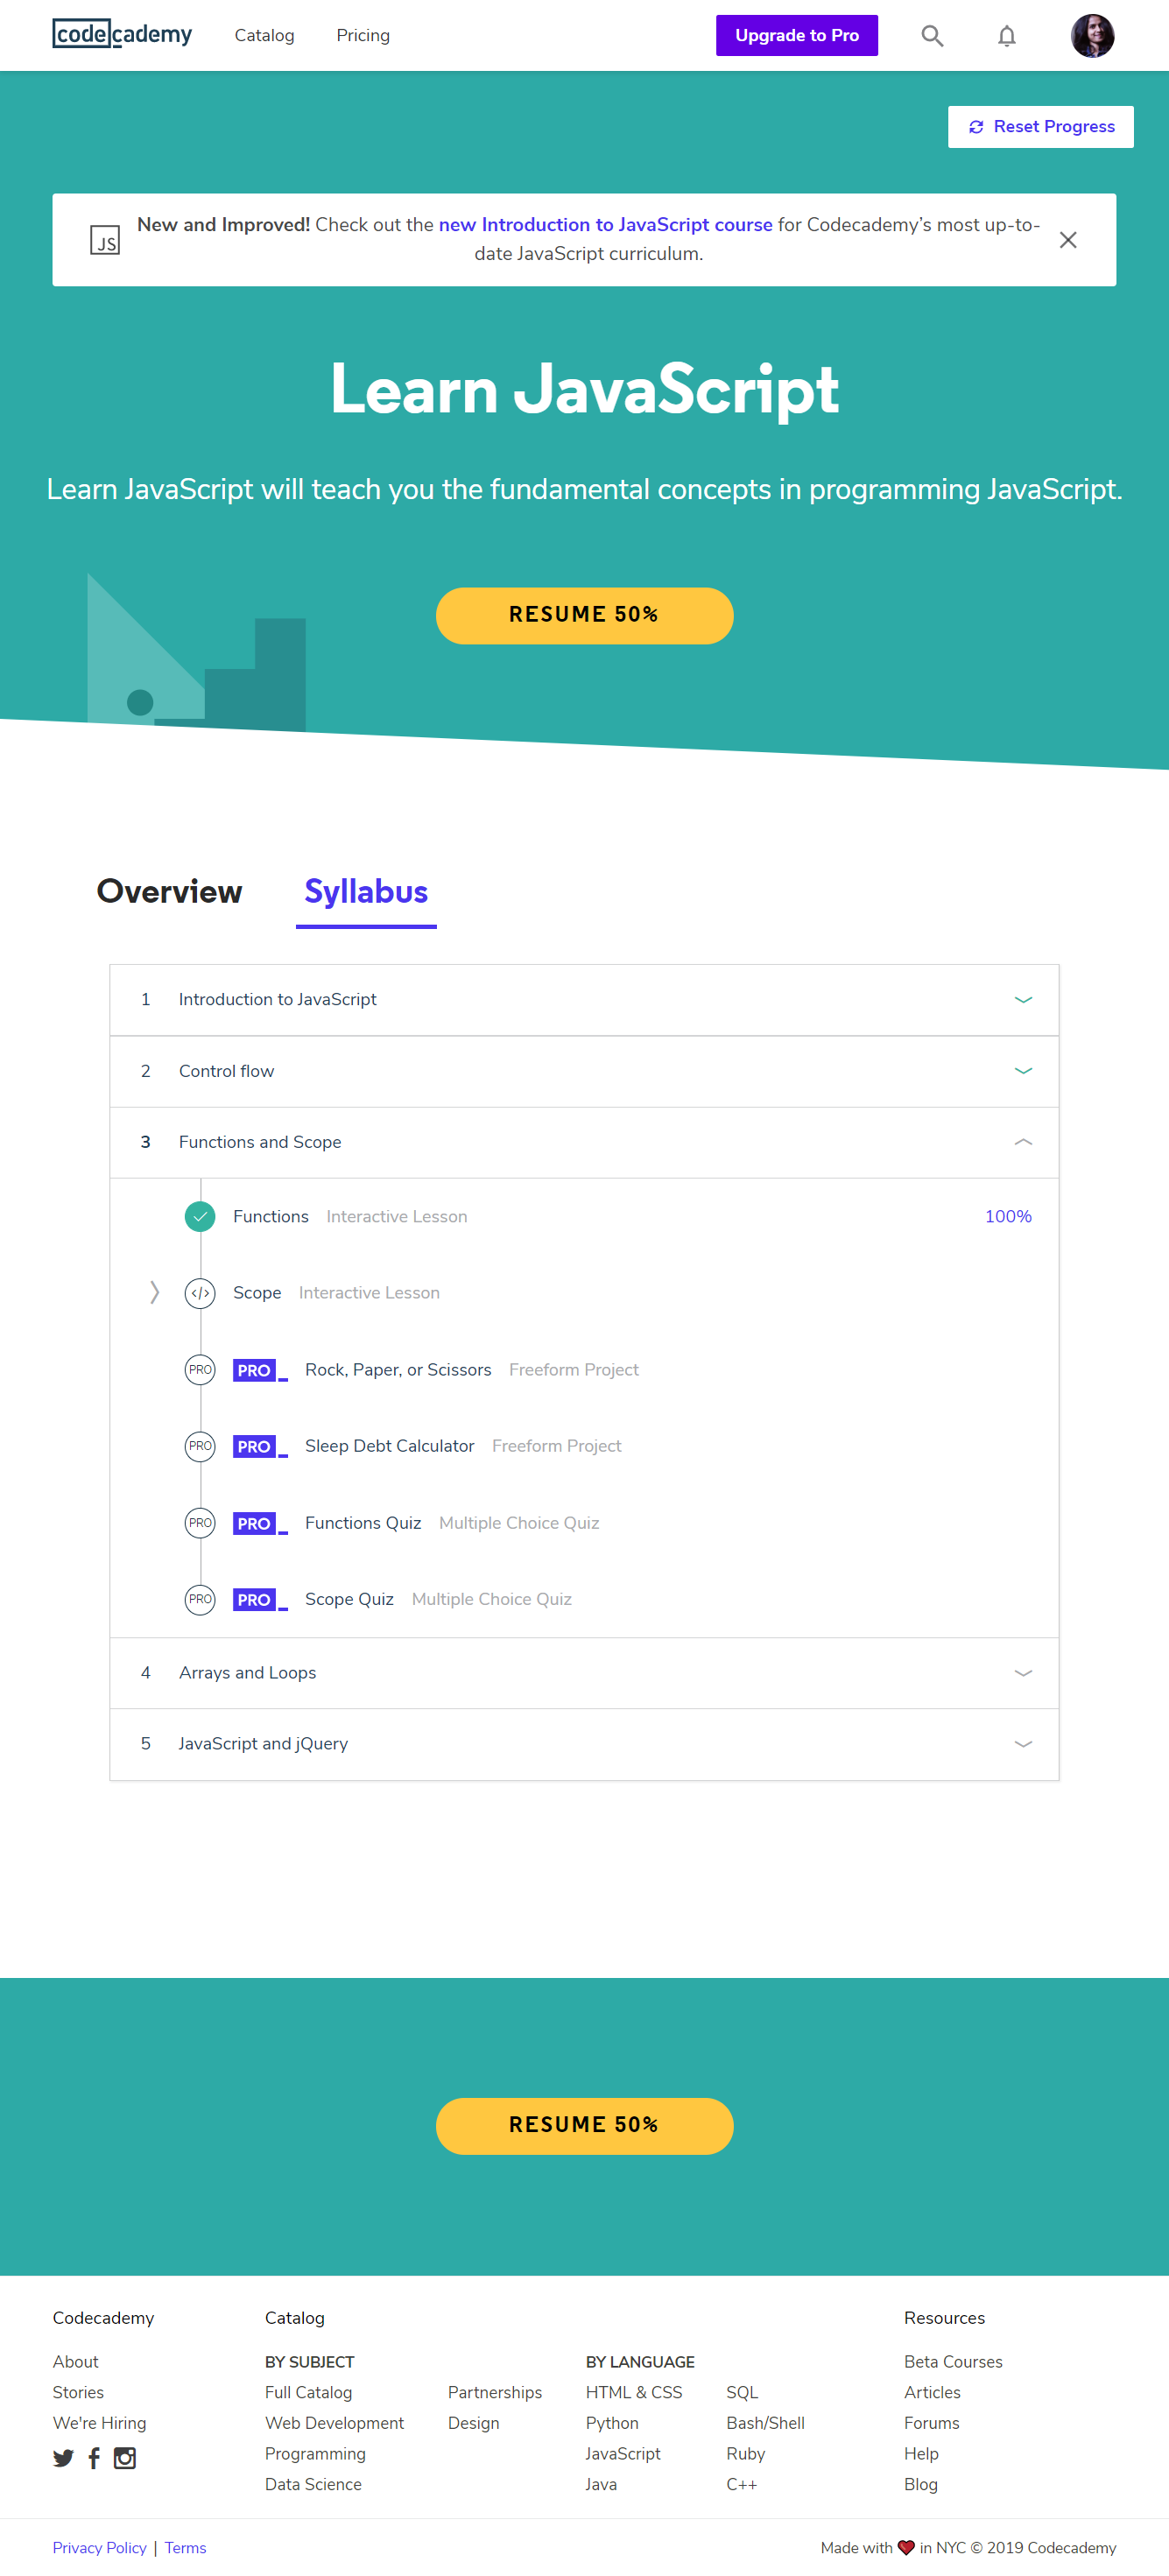 codecademy Catalog Pricing Upgrade to Pro
Reset Progress
JS
New and Improved! Check out the new Introduction to JavaScript course for Codecademy’s most up-to-
date JavaScript curriculum.
Learn JavaScript
Learn JavaScript will teach you the fundamental concepts in programming JavaScript.
RESUME 50%
Overview Syllabus
1 Introduction to JavaScript
2 Control flow
3 Functions and Scope
Functions Interactive Lesson 100%
</> Scope Interactive Lesson
PRO PRO_ Rock, Paper, or Scissors Freeform Project
PRO PRO_ Sleep Debt Calculator Freeform Project
PRO PRO_ Functions Quiz Multiple Choice Quiz
PRO PRO_ Scope Quiz Multiple Choice Quiz
4 Arrays and Loops
5 JavaScript and jQuery
RESUME 50%
Codecademy
About
Stories
We're Hiring
Catalog
BY SUBJECT
Full Catalog
Web Development
Programming
Data Science
Partnerships
Design
BY LANGUAGE
HTML & CSS
Python
JavaScript
Java
SQL
Bash/Shell
Ruby
C++
Resources
Beta Courses
Articles
Forums
Help
Blog
Privacy Policy | Terms
Made with ❤ in NYC © 2019 Codecademy